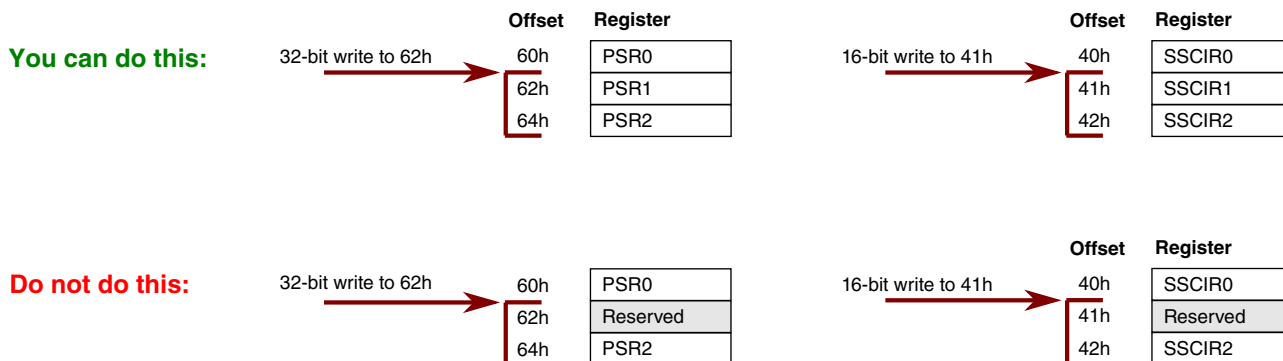 Offset Register
You can do this: 32-bit write to 62h 60h PSR0 16-bit write to 41h 40h SSCIR0
62h PSR1 41h SSCIR1
64h PSR2 42h SSCIR2
Offset Register
Do not do this: 32-bit write to 62h 60h PSR0 16-bit write to 41h 40h SSCIR0
62h Reserved 41h Reserved
64h PSR2 42h SSCIR2